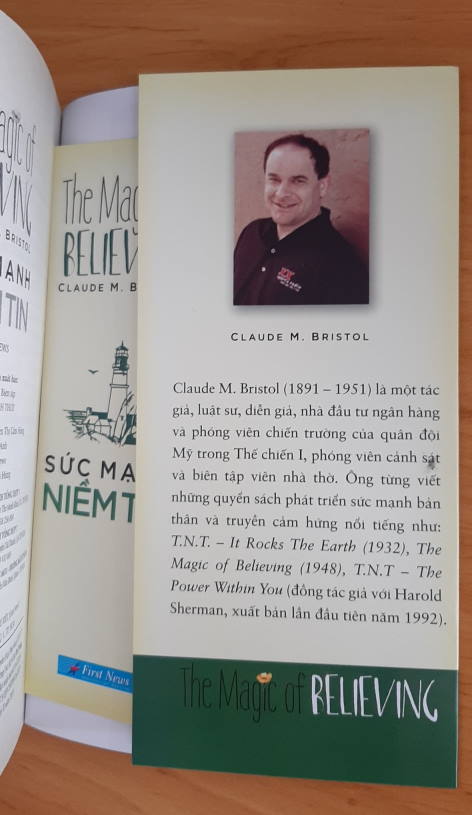 BRISTOL
The
BELIEV
CLAUDE M. B
SỨC MẠ
NIỀM T
First News
CLAUDE M. BRISTOL
Claude M. Bristol (1891 – 1951) là một tác
giả, luật sư, diễn giả, nhà đầu tư ngân hàng
và phóng viên chiến trường của quân đội
Mỹ trong Thế chiến I, phóng viên cảnh sát
và biên tập viên nhà thờ. Ông từng viết
những quyển sách phát triển sức mạnh bản
thân và truyền cảm hứng nổi tiếng như:
T.N.T. – It Rocks The Earth (1932), The
Magic of Believing (1948), T.N.T – The
Power Within You (đồng tác giả với Harold
Sherman, xuất bản lần đầu tiên năm 1992).
The Magic of BELIEVING